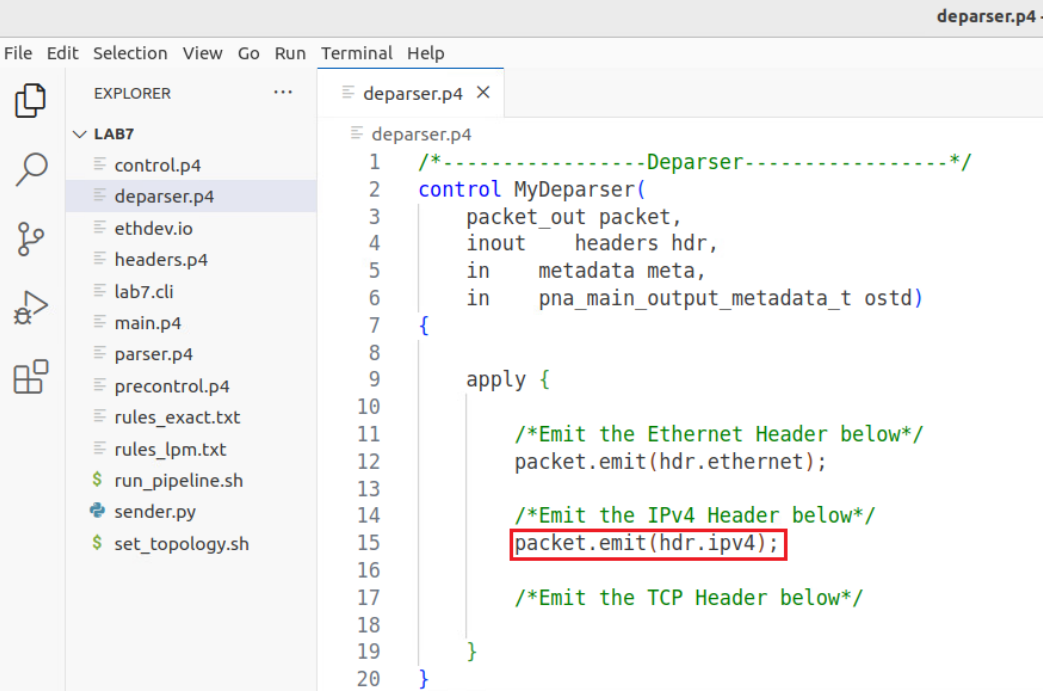 deparser.p4 -
File Edit Selection View Go Run Terminal Help
EXPLORER ...
deparser.p4 ×
LAB7
control.p4
deparser.p4
ethdev.io
headers.p4
lab7.cli
main.p4
parser.p4
precontrol.p4
rules_exact.txt
rules_lpm.txt
$ run_pipeline.sh
sender.py
$ set_topology.sh
deparser.p4
1 /*-----------------Deparser-----------------*/
2 control MyDeparser(
3     packet_out packet,
4     inout    headers hdr,
5     in    metadata meta,
6     in    pna_main_output_metadata_t ostd)
7 {
8
9     apply {
10
11         /*Emit the Ethernet Header below*/
12         packet.emit(hdr.ethernet);
13
14         /*Emit the IPv4 Header below*/
15         packet.emit(hdr.ipv4);
16
17         /*Emit the TCP Header below*/
18
19     }
20 }